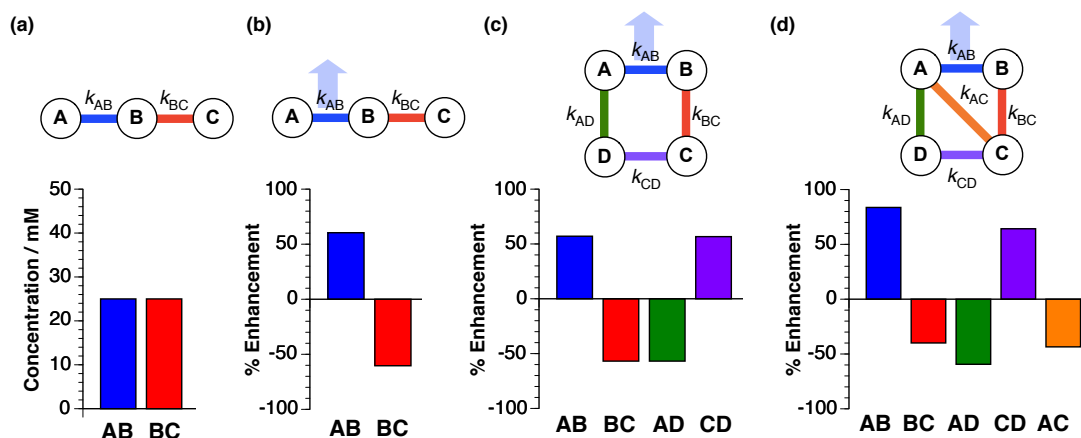 (a)
kAB
kBC
A
B
C
Concentration / mM
50
40
30
20
10
0
AB
BC
(b)
kAB
kBC
A
B
C
% Enhancement
100
50
0
-50
-100
AB
BC
(c)
kAB
A
B
kAD
kBC
D
C
kCD
% Enhancement
100
50
0
-50
-100
AB
BC
AD
CD
(d)
kAB
A
B
kAC
kAD
kBC
D
C
kCD
% Enhancement
100
50
0
-50
-100
AB
BC
AD
CD
AC